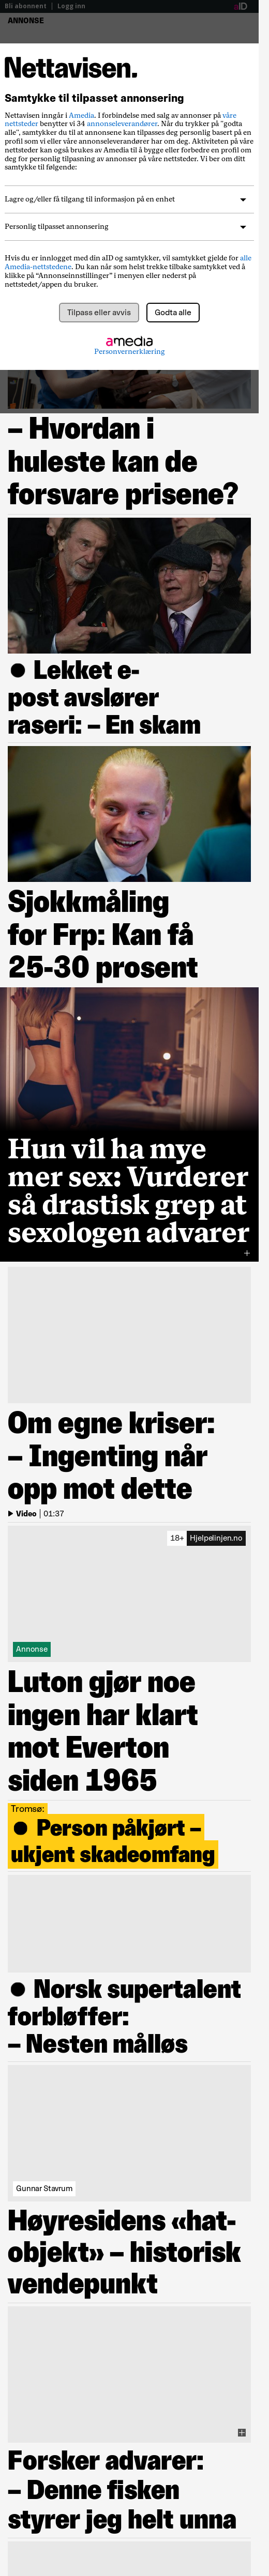 Bli abonnent | Logg inn
aID
ANNONSE
Nettavisen.
Samtykke til tilpasset annonsering
Nettavisen inngår i Amedia. I forbindelse med salg av annonser på våre
nettsteder benytter vi 34 annonseleverandører. Når du trykker på "godta
alle", samtykker du til at annonser kan tilpasses deg personlig basert på en
profil som vi eller våre annonseleverandører har om deg. Aktiviteten på våre
nettsteder kan også brukes av Amedia til å bygge eller forbedre en profil om
deg for personlig tilpasning av annonser på våre nettsteder. Vi ber om ditt
samtykke til følgende:
Lagre og/eller få tilgang til informasjon på en enhet
Personlig tilpasset annonsering
Hvis du er innlogget med din aID og samtykker, vil samtykket gjelde for alle
Amedia-nettstedene. Du kan når som helst trekke tilbake samtykket ved å
klikke på “Annonseinnstillinger” i menyen eller nederst på
nettstedet/appen du bruker.
Tilpass eller avvis
Godta alle
amedia
Personvernerklæring
– Hvordan i
huleste kan de
forsvare prisene?
● Lekket e-
post avslører
raseri: – En skam
Sjokkmåling
for Frp: Kan få
25-30 prosent
Hun vil ha mye
mer sex: Vurderer
så drastisk grep at
sexologen advarer
Om egne kriser:
– Ingenting når
opp mot dette
Video | 01:37
18+ Hjelpelinjen.no
Annonse
Luton gjør noe
ingen har klart
mot Everton
siden 1965
Tromsø:
● Person påkjørt –
ukjent skadeomfang
● Norsk supertalent
forbløffer:
– Nesten målløs
Gunnar Stavrum
Høyresidens «hat-
objekt» – historisk
vendepunkt
Forsker advarer:
– Denne fisken
styrer jeg helt unna